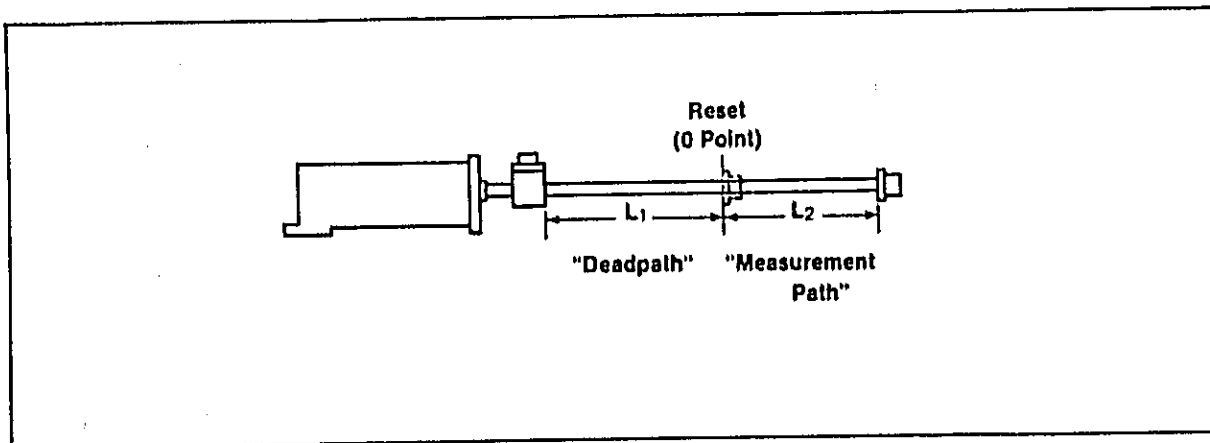 Reset
(0 Point)
L₁
L₂
"Deadpath"
"Measurement
Path"